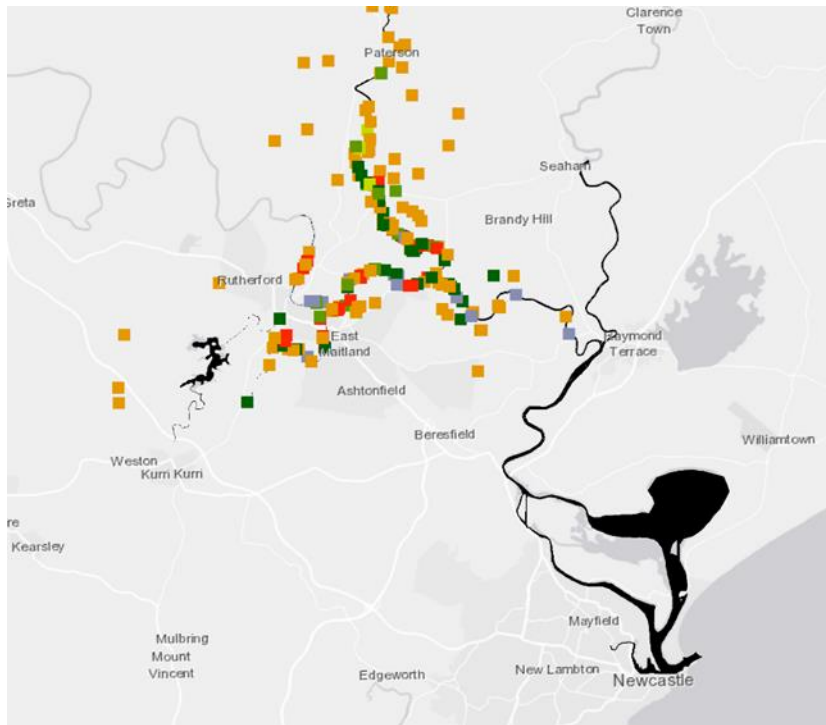 Clarence
Town
Paterson
Seaham
Greta
Brandy Hill
Rutherford
East
Maitland
Raymond
Terrace
Ashtonfield
Beresfield
Williamtown
Weston
Kurri Kurri
re
Kearsley
Mayfield
Mulbring
Mount
Vincent
Edgeworth
New Lambton
Newcastle